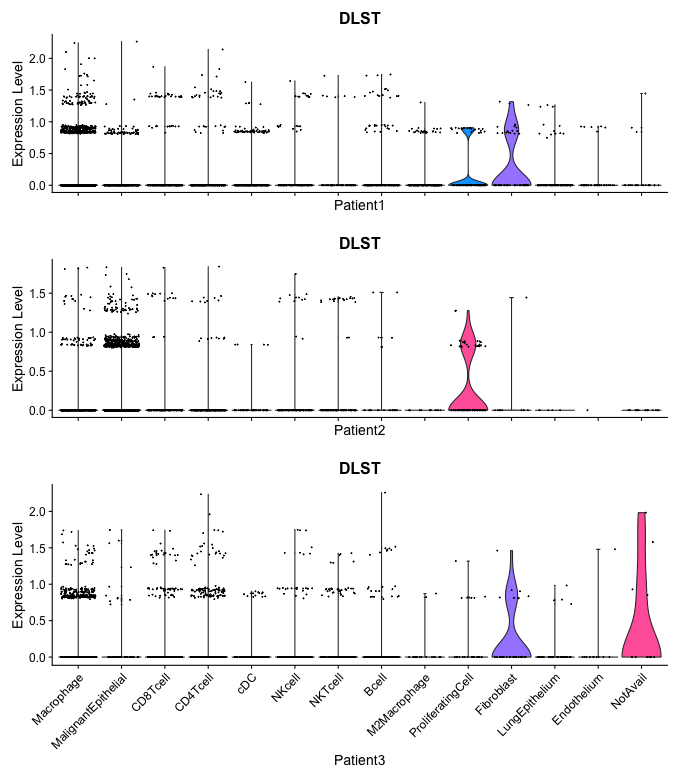 DLST
Expression Level
2.0
1.5
1.0
0.5
0.0
Patient1
DLST
Expression Level
1.5
1.0
0.5
0.0
Patient2
DLST
Expression Level
2.0
1.5
1.0
0.5
0.0
Macrophage
MalignantEpithelial
CD8Tcell
CD4Tcell
cDC
NKcell
NKTcell
Bcell
M2Macrophage
ProliferatingCell
Fibroblast
LungEpithelium
Endothelium
NotAvail
Patient3